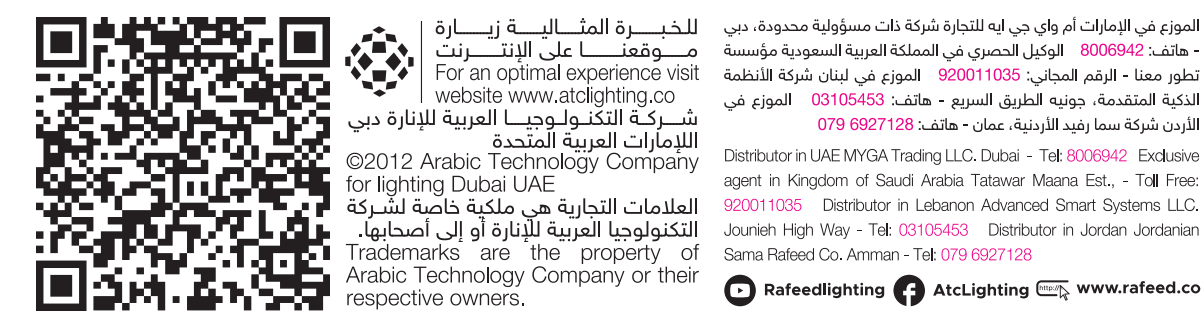 للخبــــرة المثــاليـــة زيـــارة
مـــوقعنــــا على الإنتــــرنت
For an optimal experience visit
website www.atclighting.co
شــركـة التكنـولـوجيــا العربية للإنارة دبي
اللإمارات العربية المتحدة
©2012 Arabic Technology Company
for lighting Dubai UAE
العلامات التجارية هي ملكية خاصة لشركة
التكنولوجيا العربية للإنارة أو إلى أصحابها.
Trademarks are the property of
Arabic Technology Company or their
respective owners.
الموزع في الإمارات أم واي جي ايه للتجارة شركة ذات مسؤولية محدودة، دبي
- هاتف: 8006942 الوكيل الحصري في المملكة العربية السعودية مؤسسة
تطور معنا - الرقم المجاني: 920011035 الموزع في لبنان شركة الأنظمة
الذكية المتقدمة، جونيه الطريق السريع - هاتف: 03105453 الموزع في
الأردن شركة سما رفيد الأردنية، عمان - هاتف: 079 6927128
Distributor in UAE MYGA Trading LLC. Dubai - Tel: 8006942 Exclusive
agent in Kingdom of Saudi Arabia Tatawar Maana Est., - Toll Free:
920011035 Distributor in Lebanon Advanced Smart Systems LLC.
Jounieh High Way - Tel: 03105453 Distributor in Jordan Jordanian
Sama Rafeed Co. Amman - Tel: 079 6927128
Rafeedlighting AtcLighting http:// www.rafeed.co